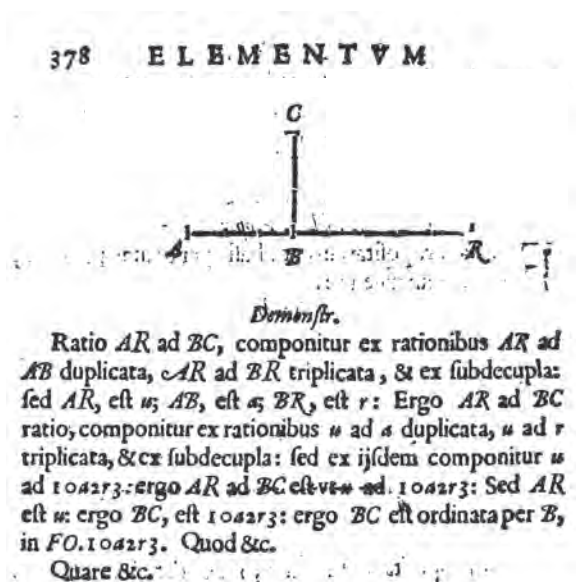 378 ELEMENTVM
C
A B R
Demonſtr.
Ratio AR ad BC, componitur ex rationibus AR ad
AB duplicata, AR ad BR triplicata, & ex ſubdecupla:
ſed AR, eſt u; AB, eſt a; BR, eſt r: Ergo AR ad BC
ratio, componitur ex rationibus u ad a duplicata, u ad r
triplicata, & ex ſubdecupla: ſed ex ijſdem componitur u
ad 10a2r3: ergo AR ad BC eſt vt u ad 10a2r3: Sed AR
eſt u: ergo BC, eſt 10a2r3: ergo BC eſt ordinata per B,
in FO.10a2r3. Quod &c.
Quare &c.